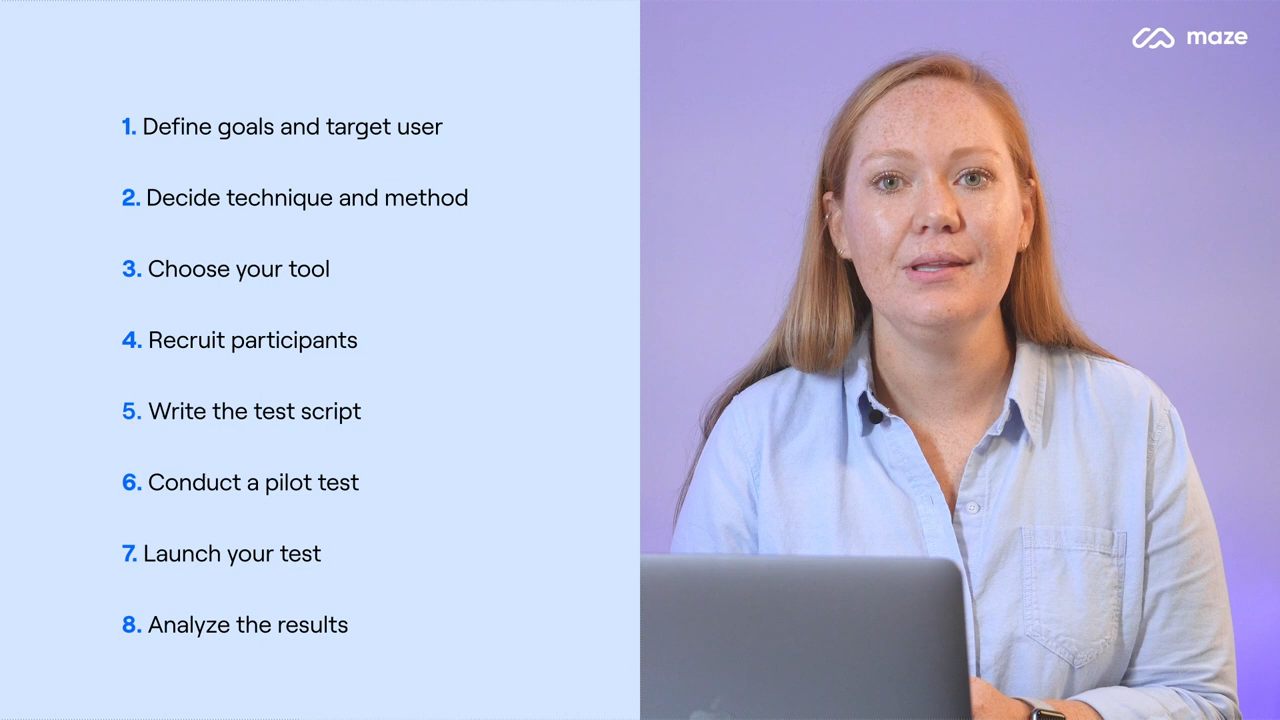 maze
1. Define goals and target user
2. Decide technique and method
3. Choose your tool
4. Recruit participants
5. Write the test script
6. Conduct a pilot test
7. Launch your test
8. Analyze the results